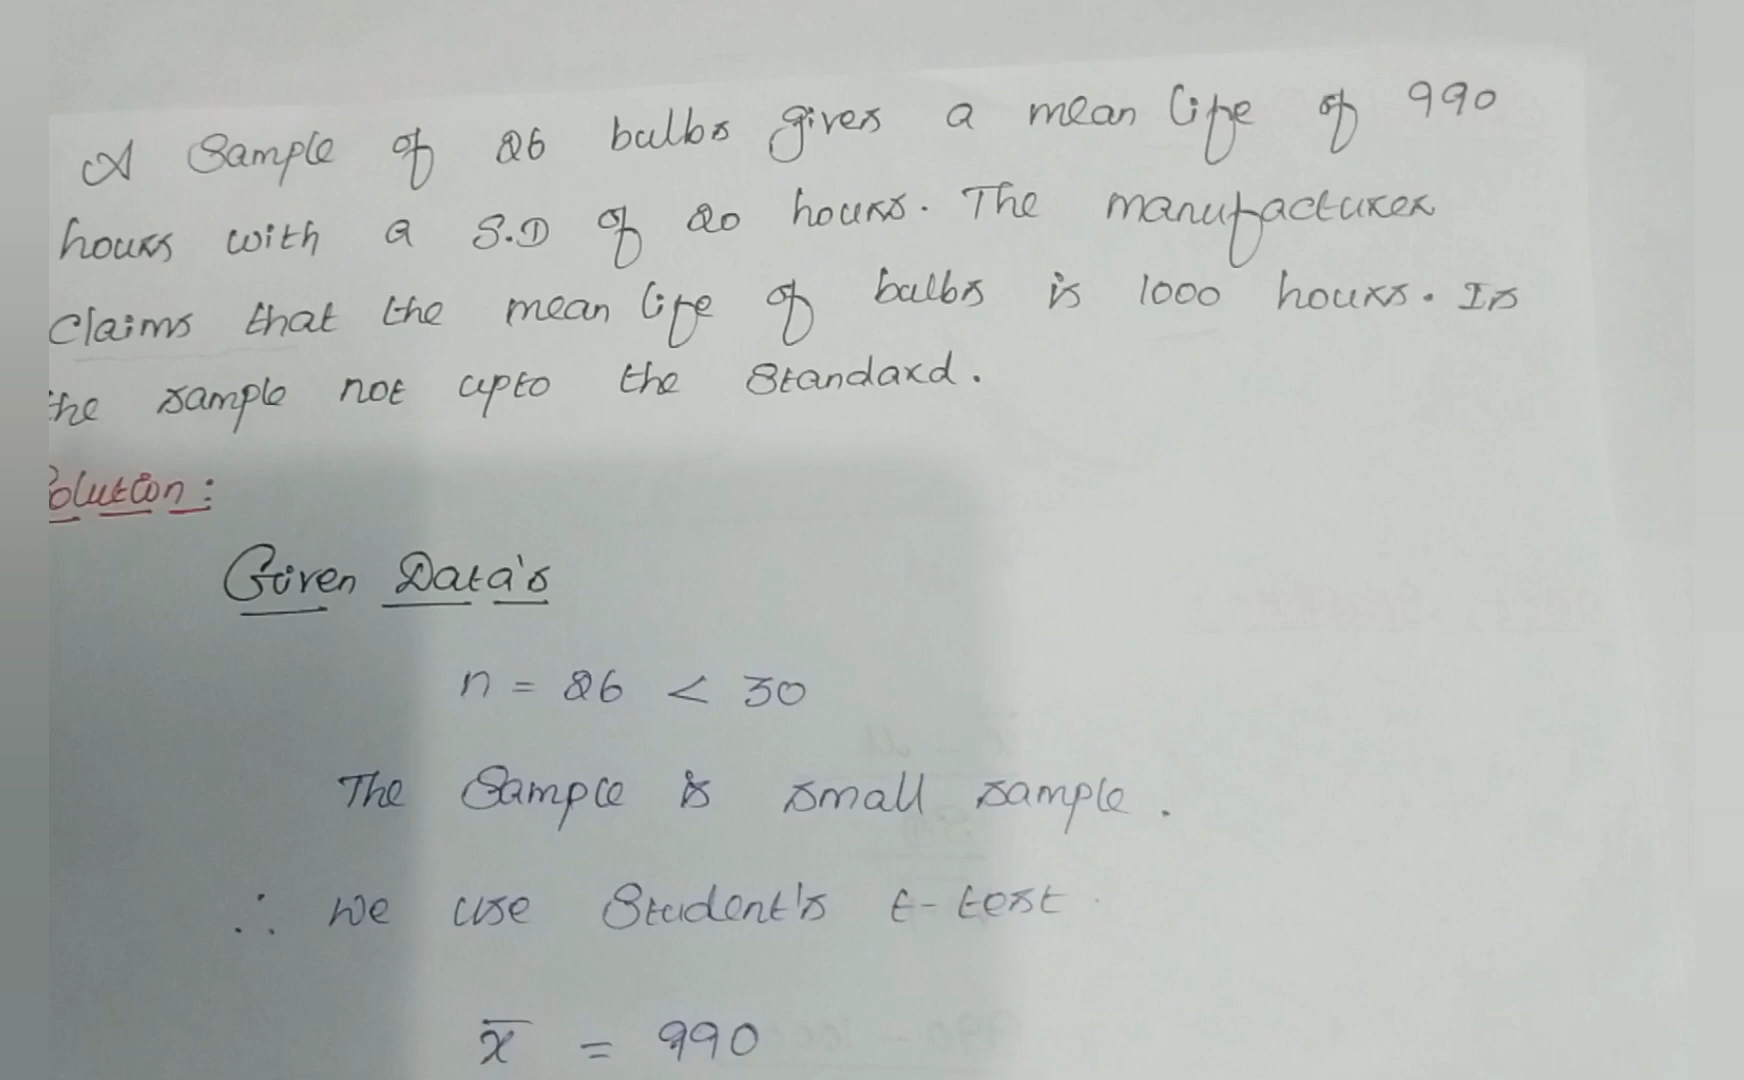 A Sample of 26 bulbs gives a mean life of 990
hours with a S.D of 20 hours. The manufacturer
claims that the mean life of bulbs is 1000 hours. Is
the sample not upto the Standard.
Solution:
Given Data's
n = 26 < 30
The Sample is small sample.
∴ we use Student's t-test
x̅ = 990